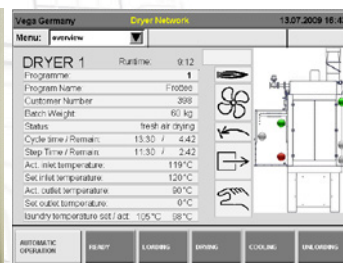 Vega Germany Dryer Network 13.07.2009 16:43
Menu: overview
DRYER 1 Runtime: 9:12
Programme: 1
Program Name Frottee
Customer Number 398
Batch Weight: 60 kg
Status: fresh air drying
Cycle time / Remain: 13:30 / 4:42
Step Time / Remain: 11:30 / 2:42
Act. inlet temperature: 119°C
Set inlet temperature: 120°C
Act. outlet temperature: 90°C
Set outlet temperature: 0°C
laundry temperature set / act: 105°C 98°C
AUTOMATIC OPERATION READY LOADING DRYING COOLING UNLOADING